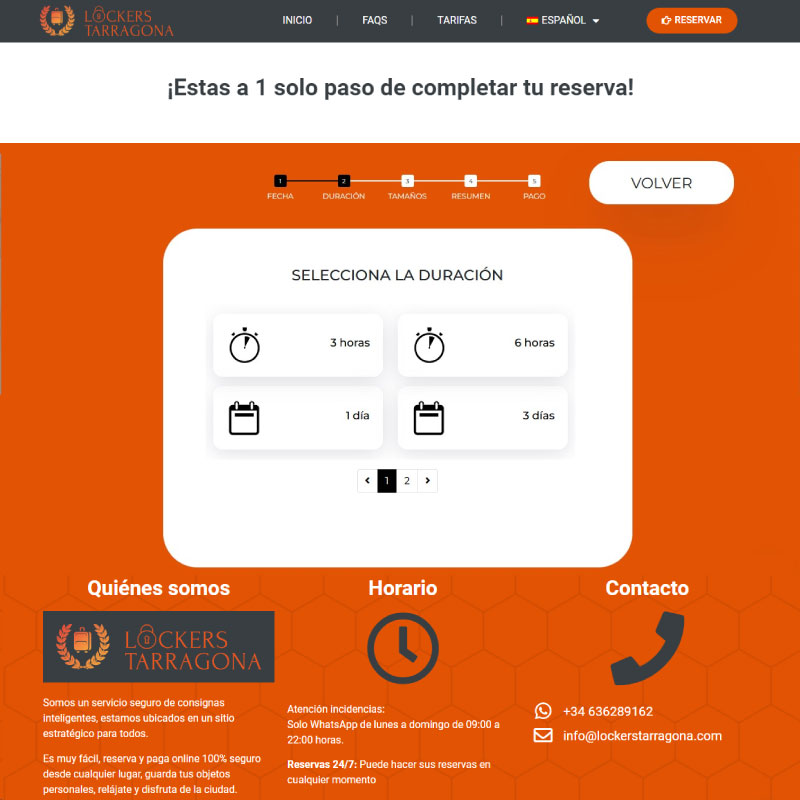 LOCKERS
TARRAGONA
INICIO | FAQS | TARIFAS | ESPAÑOL
RESERVAR
¡Estas a 1 solo paso de completar tu reserva!
1 2 3 4 5
FECHA DURACIÓN TAMAÑOS RESUMEN PAGO
VOLVER
SELECCIONA LA DURACIÓN
3 horas
6 horas
1 día
3 días
1 2
Quiénes somos
LOCKERS
TARRAGONA
Somos un servicio seguro de consignas
inteligentes, estamos ubicados en un sitio
estratégico para todos.
Es muy fácil, reserva y paga online 100% seguro
desde cualquier lugar, guarda tus objetos
personales, relájate y disfruta de la ciudad.
Horario
Atención incidencias:
Solo WhatsApp de lunes a domingo de 09:00 a
22:00 horas.
Reservas 24/7: Puede hacer sus reservas en
cualquier momento
Contacto
+34 636289162
info@lockerstarragona.com